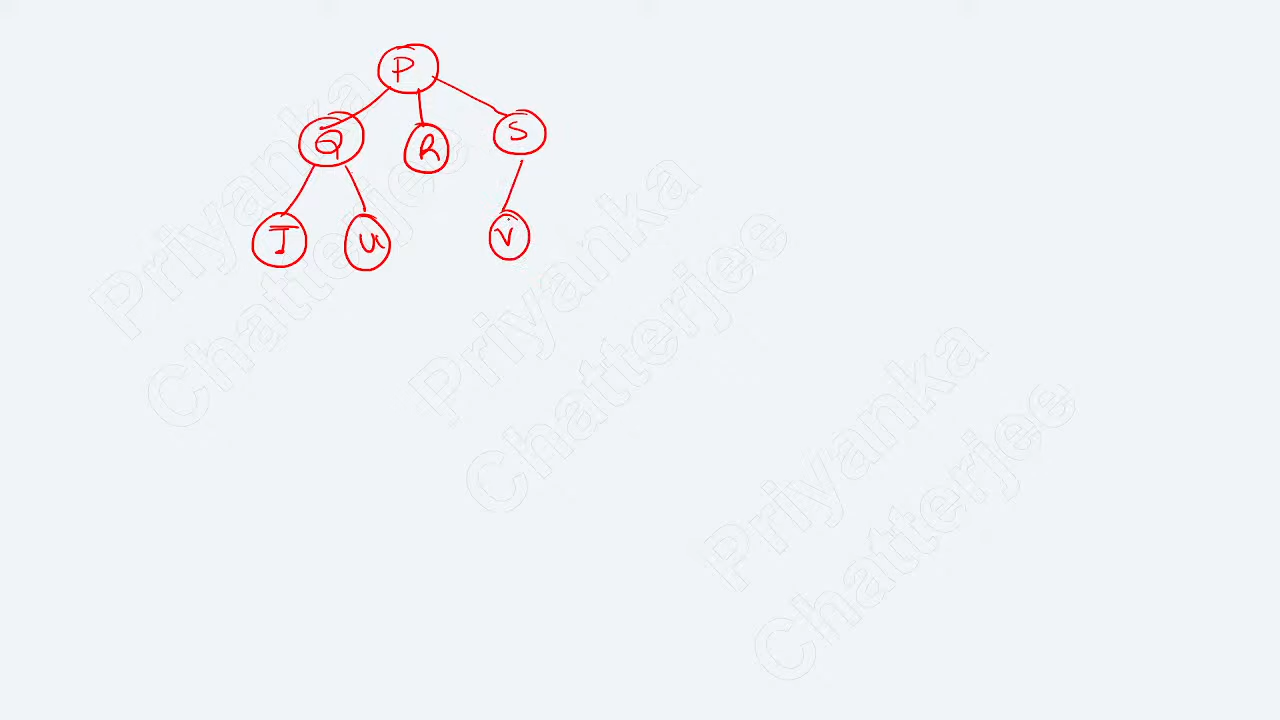 P
Q R S
I U V
Priyanka
Chatterjee
Priyanka
Chatterjee
Priyanka
Chatterjee